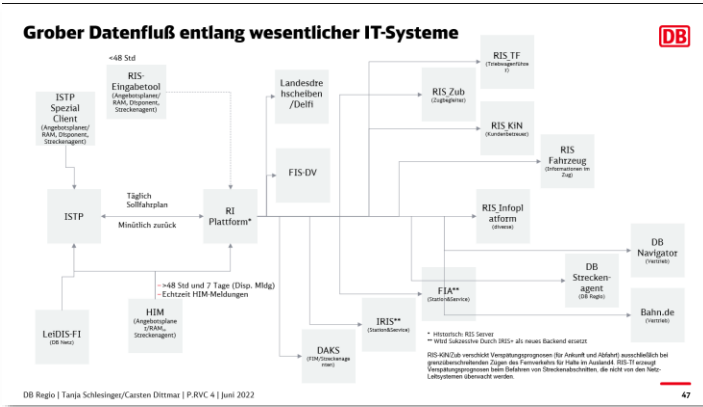 Grober Datenfluß entlang wesentlicher IT-Systeme
DB
<48 Std
RIS-
Eingabetool
(Angebotsplaner/
RAM, Disponent,
Streckenagent)
ISTP
Spezial
Client
(Angebotsplaner/
RAM, Disponent,
Streckenagent)
Landesdre
hscheiben
/Delfi
RIS_TF
(Triebwagenführe
r)
RIS_Zub
(Zugbegleiter)
RIS_KiN
(Kundenbetreuer)
RIS
Fahrzeug
(Informationen im
Zug)
FIS-DV
ISTP
Täglich
Sollfahrplan
Minütlich zurück
RI
Plattform*
RIS_Infopl
atform
(diverse)
DB
Navigator
(Vertrieb)
DB
Strecken-
agent
(DB Regio)
>48 Std und 7 Tage (Disp. Mldg)
Echtzeit HIM-Meldungen
FIA**
(Station&Service)
Bahn.de
(Vertrieb)
LeiDIS-FI
(DB Netz)
HIM
(Angebotsplane
r/RAM,,
Streckenagent)
IRIS**
(Station&Service)
DAKS
(FIM/Streckenage
nten)
* Historisch: RIS Server
** Wird Sukzessive Durch IRIS+ als neues Backend ersetzt
RIS-KiN/Zub verschickt Verspätungsprognosen (für Ankunft und Abfahrt) ausschließlich bei
grenzüberschreitenden Zügen des Fernverkehrs für Halte im Ausland4. RIS-Tf erzeugt
Verspätungsprognosen beim Befahren von Streckenabschnitten, die nicht von den Netz-
Leitsystemen überwacht werden.
DB Regio | Tanja Schlesinger/Carsten Dittmar | P.RVC 4 | Juni 2022
47